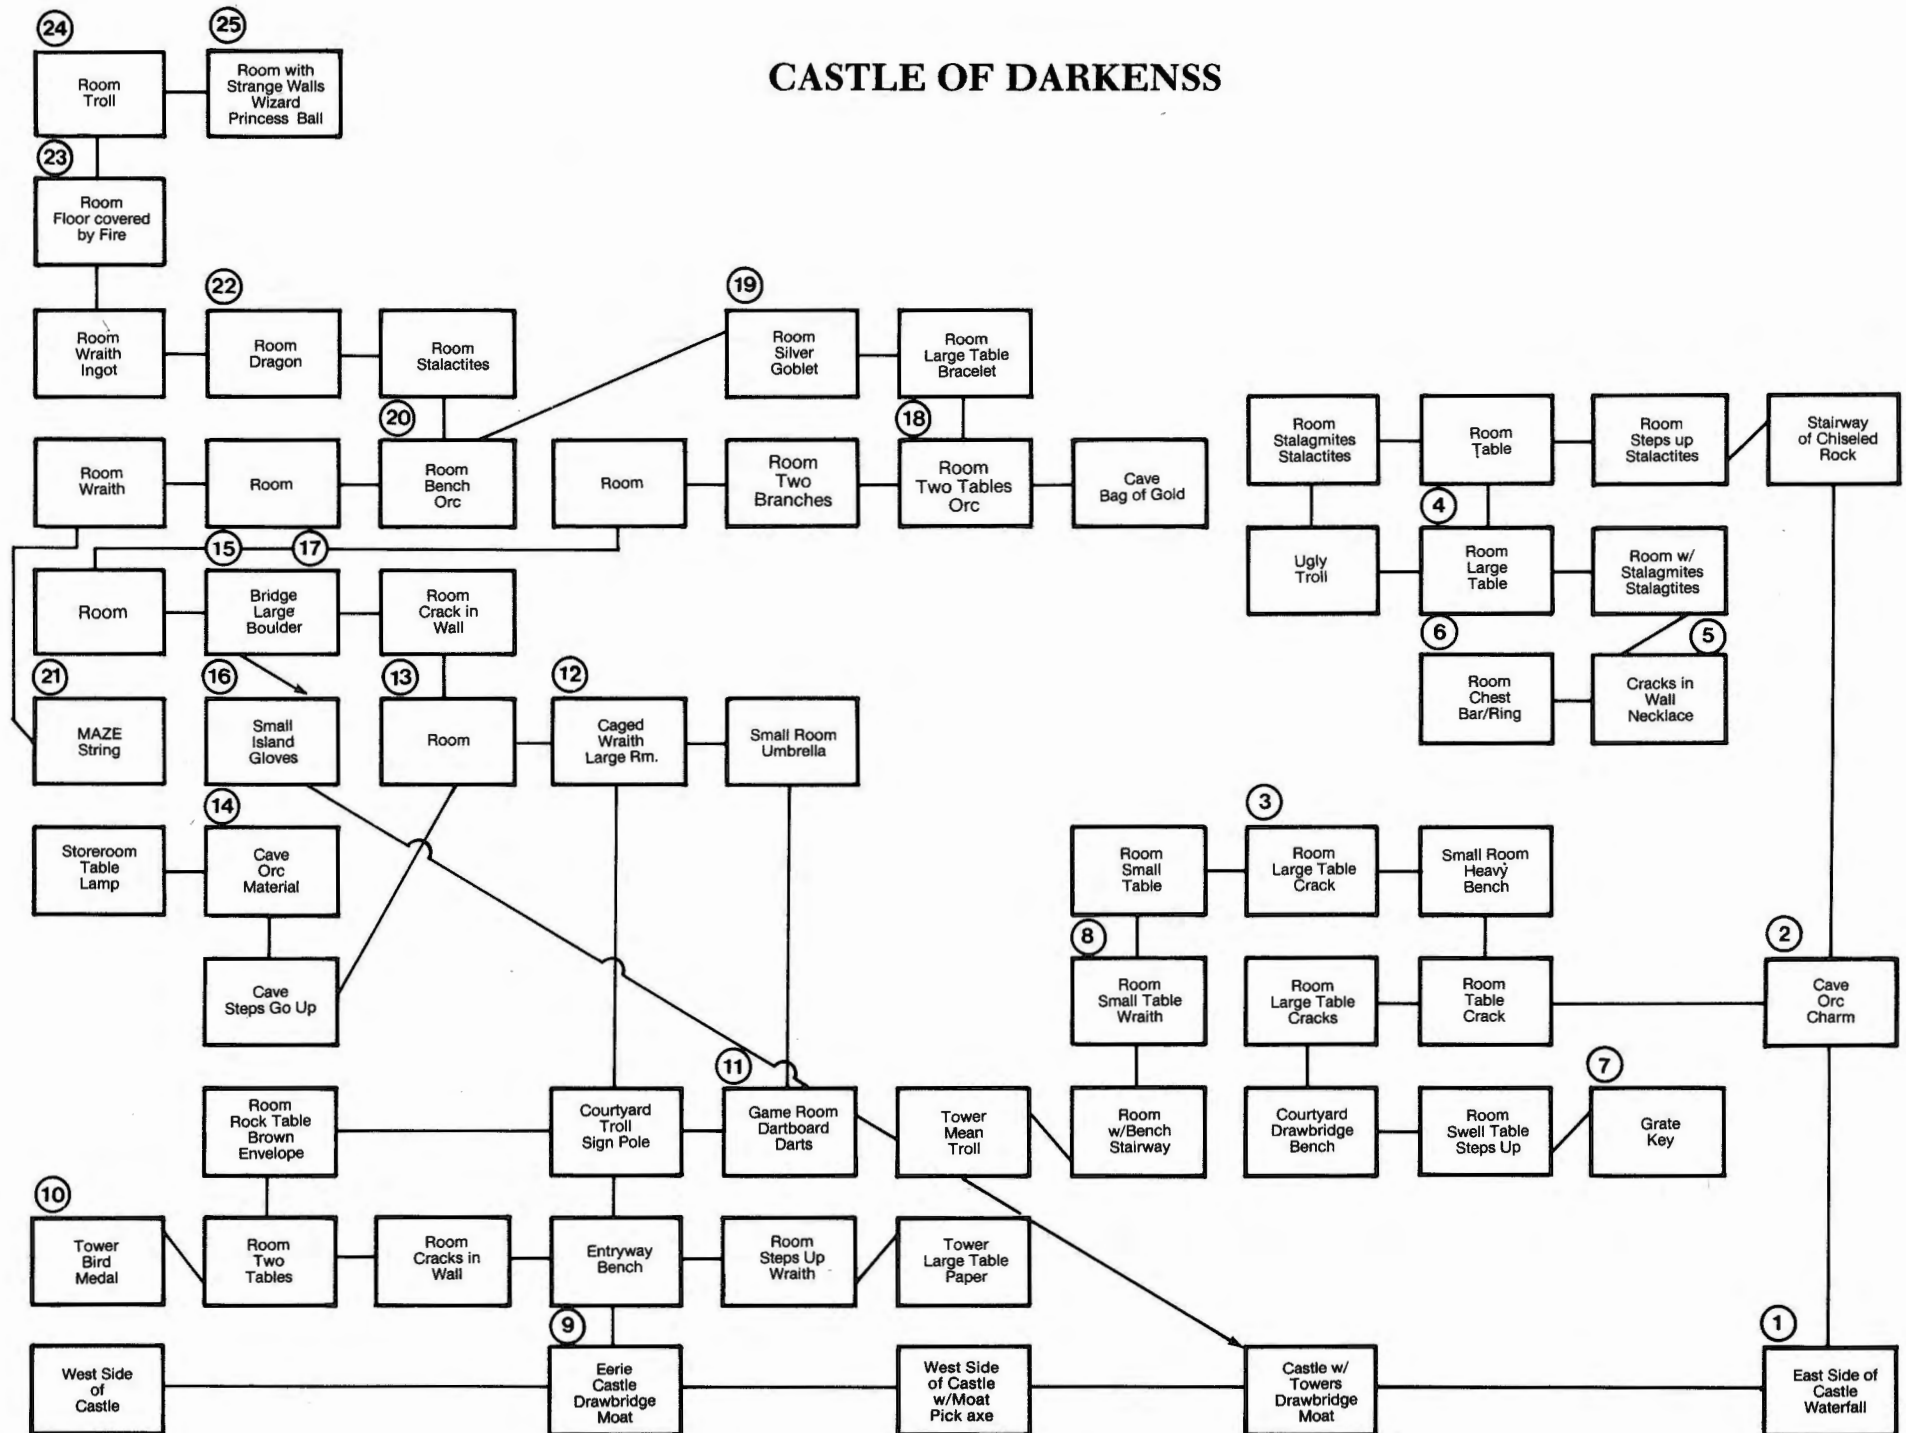 CASTLE OF DARKENSS
24
Room
Troll
25
Room with
Strange Walls
Wizard
Princess Ball
23
Room
Floor covered
by Fire
Room
Wraith
Ingot
22
Room
Dragon
Room
Stalactites
19
Room
Silver
Goblet
Room
Large Table
Bracelet
Room
Stalagmites
Stalactites
Room
Table
Room
Steps up
Stalactites
Stairway
of Chiseled
Rock
Room
Wraith
Room
20
Room
Bench
Orc
Room
Room
Two
Branches
18
Room
Two Tables
Orc
Cave
Bag of Gold
Ugly
Troll
4
Room
Large
Table
Room w/
Stalagmites
Stalagtites
Room
15
17
Bridge
Large
Boulder
Room
Crack in
Wall
6
Room
Chest
Bar/Ring
5
Cracks in
Wall
Necklace
21
MAZE
String
16
Small
Island
Gloves
13
Room
12
Caged
Wraith
Large Rm.
Small Room
Umbrella
Storeroom
Table
Lamp
14
Cave
Orc
Material
Room
Small
Table
3
Room
Large Table
Crack
Small Room
Heavy
Bench
Cave
Steps Go Up
8
Room
Small Table
Wraith
Room
Large Table
Cracks
Room
Table
Crack
2
Cave
Orc
Charm
Room
Rock Table
Brown
Envelope
Courtyard
Troll
Sign Pole
11
Game Room
Dartboard
Darts
Tower
Mean
Troll
Room
w/Bench
Stairway
Courtyard
Drawbridge
Bench
Room
Swell Table
Steps Up
7
Grate
Key
10
Tower
Bird
Medal
Room
Two
Tables
Room
Cracks in
Wall
Entryway
Bench
Room
Steps Up
Wraith
Tower
Large Table
Paper
West Side
of
Castle
9
Eerie
Castle
Drawbridge
Moat
West Side
of Castle
w/Moat
Pick axe
Castle w/
Towers
Drawbridge
Moat
1
East Side of
Castle
Waterfall